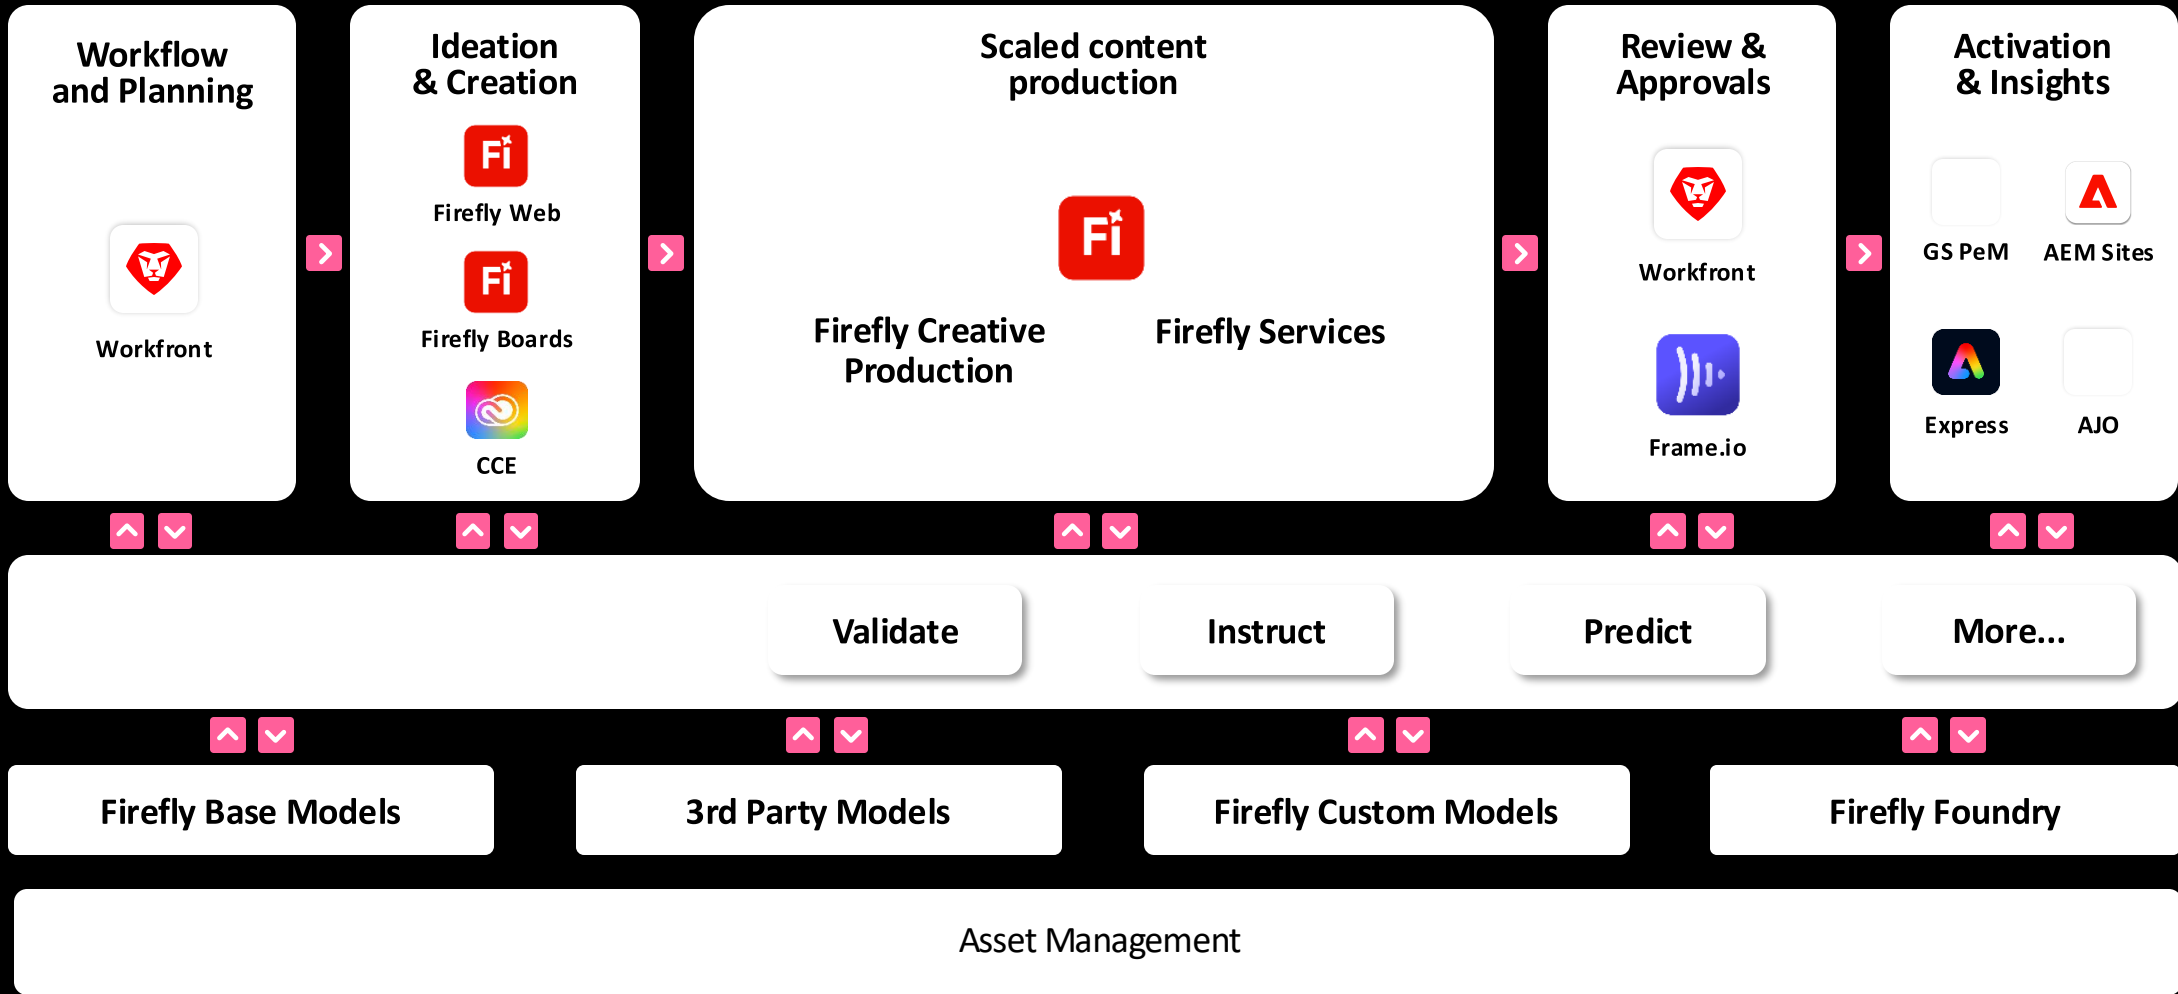 Workflow
and Planning
Workfront
Ideation
& Creation
Fi
Firefly Web
Fi
Firefly Boards
CCE
Scaled content
production
Fi
Firefly Creative
Production
Firefly Services
Review &
Approvals
Workfront
Frame.io
Activation
& Insights
GS PeM
AEM Sites
Express
AJO
Validate
Instruct
Predict
More...
Firefly Base Models
3rd Party Models
Firefly Custom Models
Firefly Foundry
Asset Management